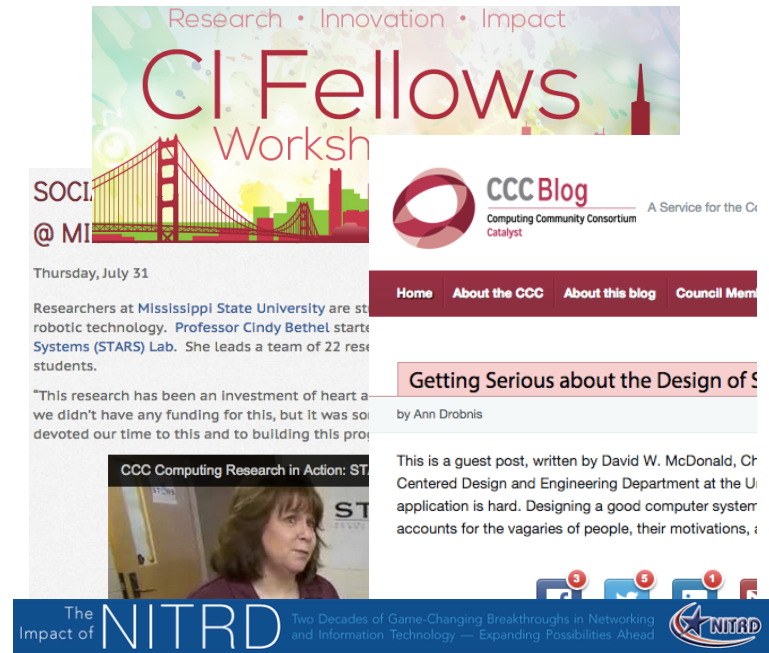 Research • Innovation • Impact
CI Fellows
Worksh
SOCI
@ MI
Thursday, July 31
Researchers at Mississippi State University are st
robotic technology. Professor Cindy Bethel starte
Systems (STARS) Lab. She leads a team of 22 rese
students.
"This research has been an investment of heart a
we didn't have any funding for this, but it was so
devoted our time to this and to building this prog
CCC Computing Research in Action: STA
STORE
ST
CCC Blog
Computing Community Consortium
Catalyst
A Service for the Co
Home About the CCC About this blog Council Mem
Getting Serious about the Design of S
by Ann Drobnis
This is a guest post, written by David W. McDonald, Ch
Centered Design and Engineering Department at the Un
application is hard. Designing a good computer system
accounts for the vagaries of people, their motivations, a
3 5 1
The
Impact of
NITRD
Two Decades of Game-Changing Breakthroughs in Networking
and Information Technology — Expanding Possibilities Ahead
NITRD